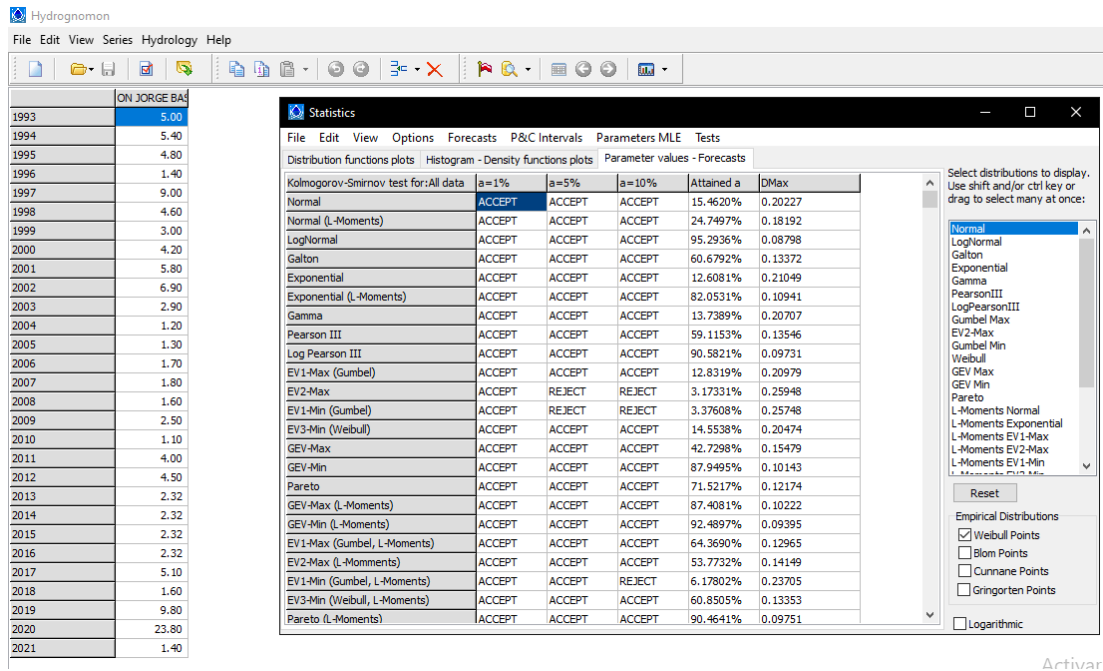 Hydrognomon
File Edit View Series Hydrology Help
ON JORGE BAS
1993 5.00
1994 5.40
1995 4.80
1996 1.40
1997 9.00
1998 4.60
1999 3.00
2000 4.20
2001 5.80
2002 6.90
2003 2.90
2004 1.20
2005 1.30
2006 1.70
2007 1.80
2008 1.60
2009 2.50
2010 1.10
2011 4.00
2012 4.50
2013 2.32
2014 2.32
2015 2.32
2016 2.32
2017 5.10
2018 1.60
2019 9.80
2020 23.80
2021 1.40
Statistics
File Edit View Options Forecasts P&C Intervals Parameters MLE Tests
Distribution functions plots Histogram - Density functions plots Parameter values - Forecasts
Kolmogorov-Smirnov test for:All data a=1% a=5% a=10% Attained a DMax
Normal ACCEPT ACCEPT ACCEPT 15.4620% 0.20227
Normal (L-Moments) ACCEPT ACCEPT ACCEPT 24.7497% 0.18192
LogNormal ACCEPT ACCEPT ACCEPT 95.2936% 0.08798
Galton ACCEPT ACCEPT ACCEPT 60.6792% 0.13372
Exponential ACCEPT ACCEPT ACCEPT 12.6081% 0.21049
Exponential (L-Moments) ACCEPT ACCEPT ACCEPT 82.0531% 0.10941
Gamma ACCEPT ACCEPT ACCEPT 13.7389% 0.20707
Pearson III ACCEPT ACCEPT ACCEPT 59.1153% 0.13546
Log Pearson III ACCEPT ACCEPT ACCEPT 90.5821% 0.09731
EV1-Max (Gumbel) ACCEPT ACCEPT ACCEPT 12.8319% 0.20979
EV2-Max ACCEPT REJECT REJECT 3.17331% 0.25948
EV1-Min (Gumbel) ACCEPT REJECT REJECT 3.37608% 0.25748
EV3-Min (Weibull) ACCEPT ACCEPT ACCEPT 14.5538% 0.20474
GEV-Max ACCEPT ACCEPT ACCEPT 42.7298% 0.15479
GEV-Min ACCEPT ACCEPT ACCEPT 87.9495% 0.10143
Pareto ACCEPT ACCEPT ACCEPT 71.5217% 0.12174
GEV-Max (L-Moments) ACCEPT ACCEPT ACCEPT 87.4081% 0.10222
GEV-Min (L-Moments) ACCEPT ACCEPT ACCEPT 92.4897% 0.09395
EV1-Max (Gumbel, L-Moments) ACCEPT ACCEPT ACCEPT 64.3690% 0.12965
EV2-Max (L-Momments) ACCEPT ACCEPT ACCEPT 53.7732% 0.14149
EV1-Min (Gumbel, L-Moments) ACCEPT ACCEPT REJECT 6.17802% 0.23705
EV3-Min (Weibull, L-Moments) ACCEPT ACCEPT ACCEPT 60.8505% 0.13353
Pareto (L-Moments) ACCEPT ACCEPT ACCEPT 90.4641% 0.09751
Select distributions to display.
Use shift and/or ctrl key or
drag to select many at once:
Normal
LogNormal
Galton
Exponential
Gamma
PearsonIII
LogPearsonIII
Gumbel Max
EV2-Max
Gumbel Min
Weibull
GEV Max
GEV Min
Pareto
L-Moments Normal
L-Moments Exponential
L-Moments EV1-Max
L-Moments EV2-Max
L-Moments EV1-Min
Reset
Empirical Distributions
Weibull Points
Blom Points
Cunnane Points
Gringorten Points
Logarithmic
Activar